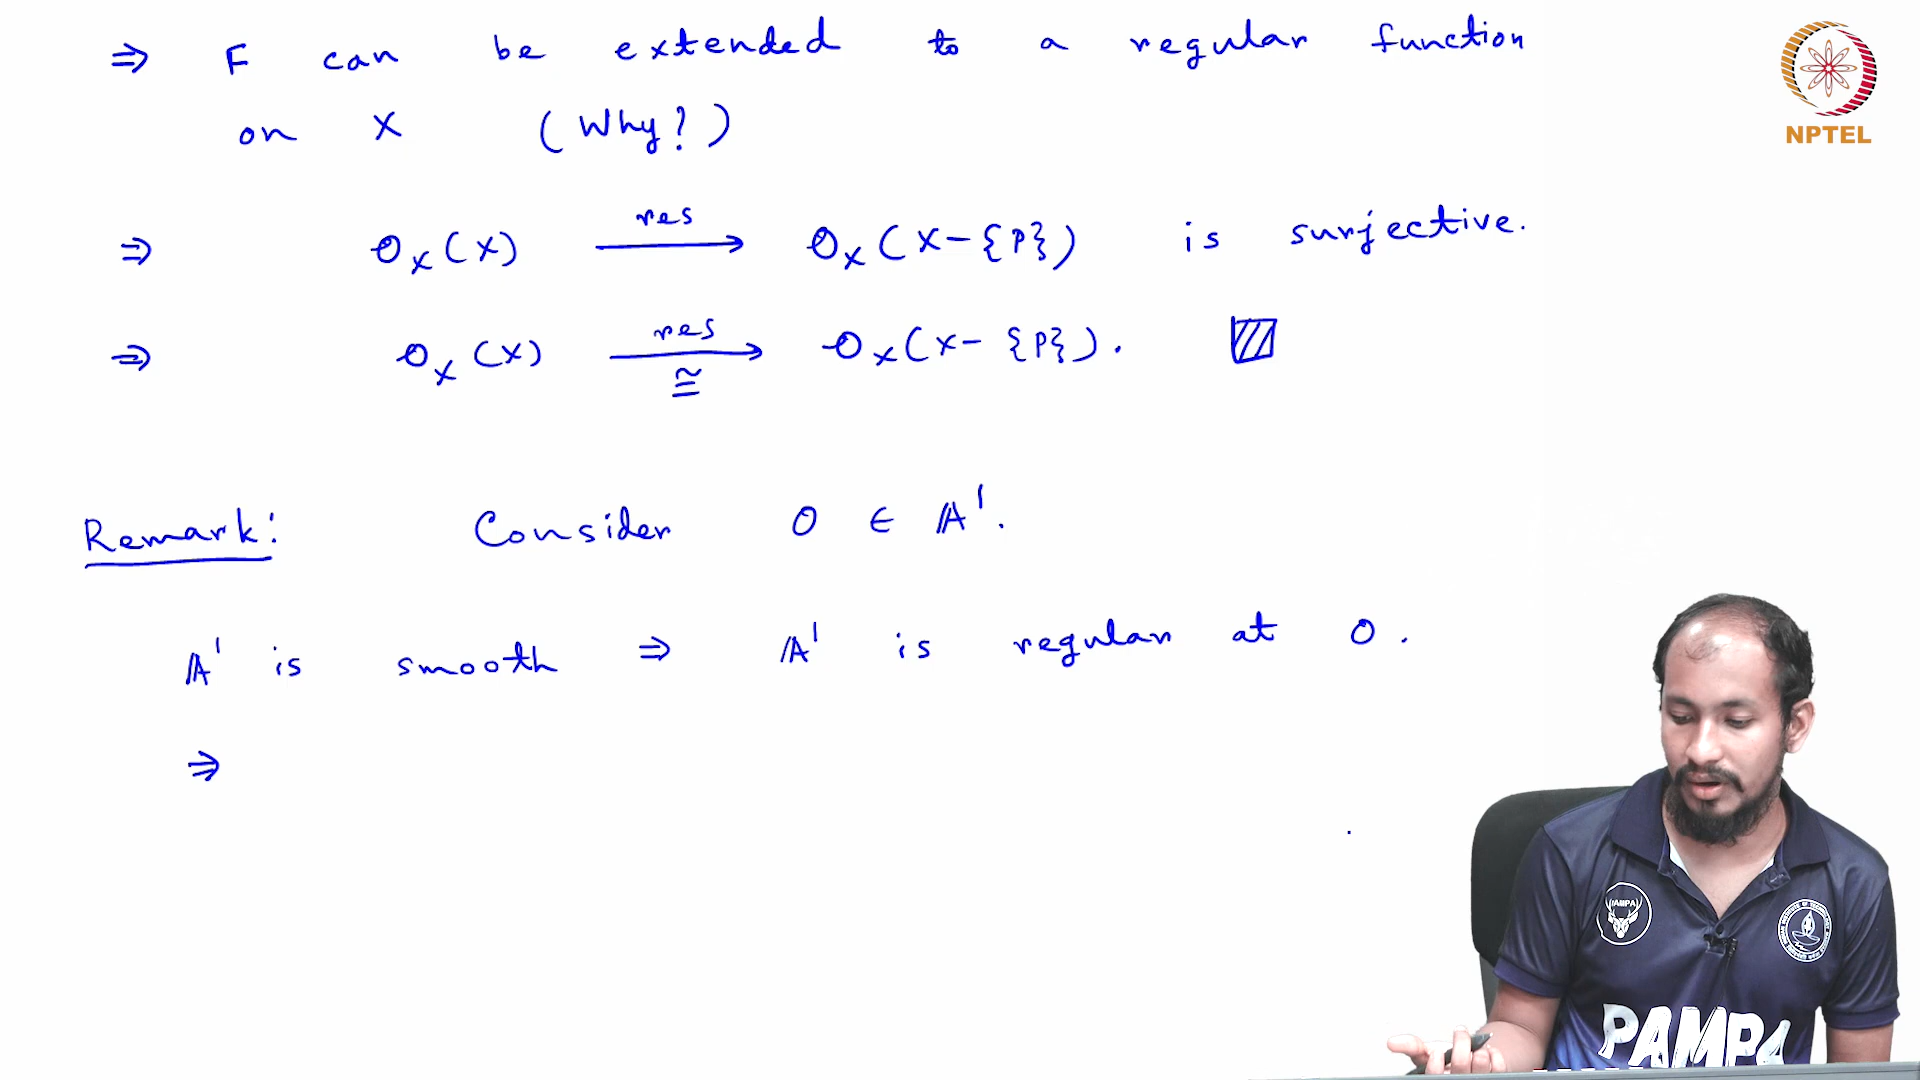 ⇒ F can be extended to a regular function
on X (Why?)
⇒ O_X(X) —res→ O_X(X-{P}) is surjective.
⇒ O_X(X) —res→ ≅ O_X(X-{P}).
Remark: Consider 0 ∈ 𝔸¹.
𝔸¹ is smooth ⇒ 𝔸¹ is regular at 0.
⇒
NPTEL
PAMPA